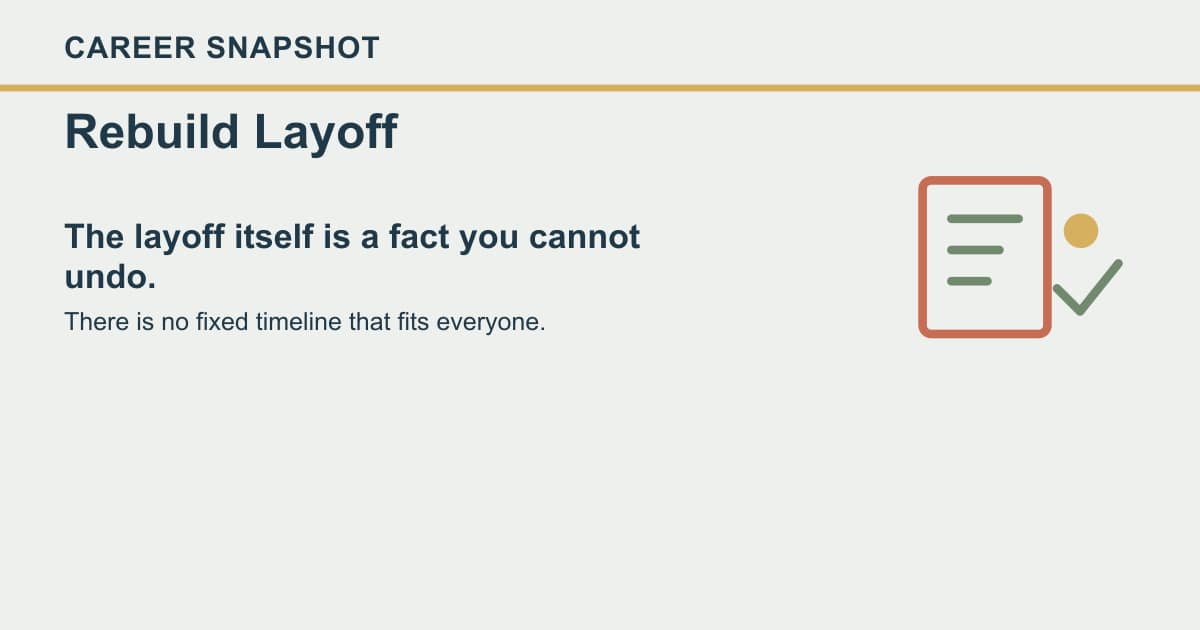 CAREER SNAPSHOT
Rebuild Layoff
The layoff itself is a fact you cannot
undo.
There is no fixed timeline that fits everyone.